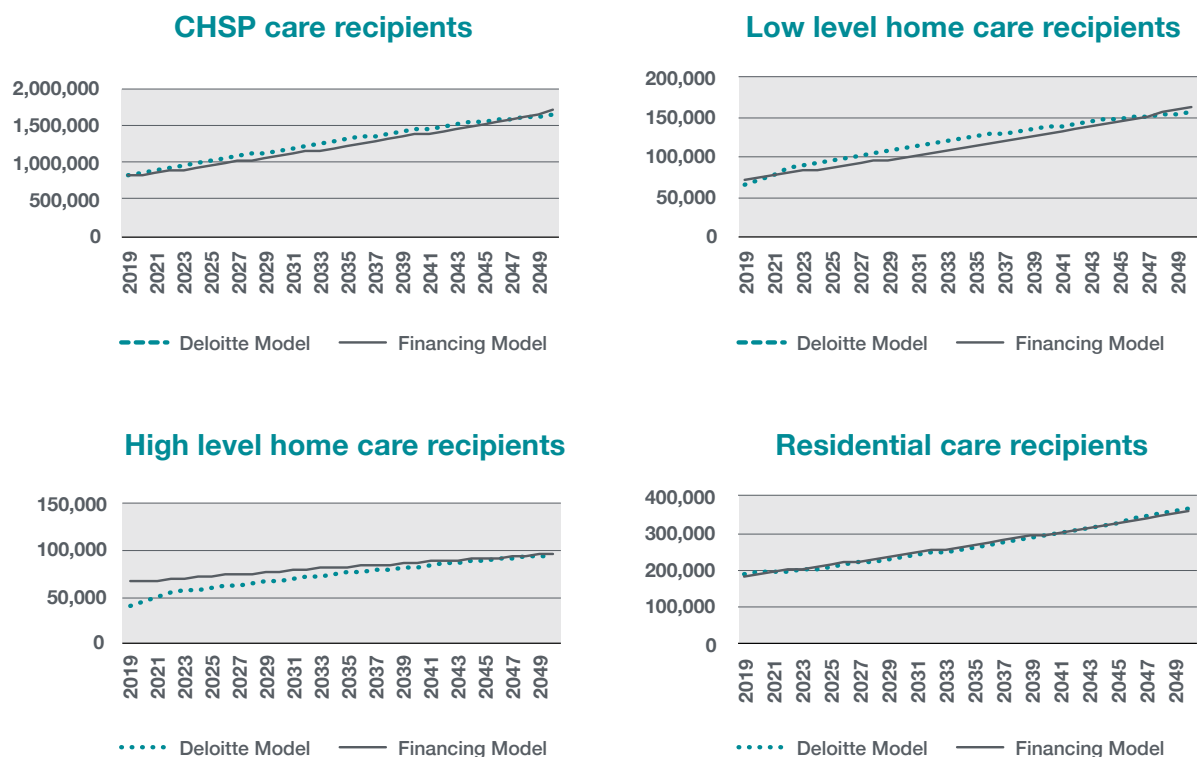 CHSP care recipients
2,000,000
1,500,000
1,000,000
500,000
0
2019 2021 2023 2025 2027 2029 2031 2033 2035 2037 2039 2041 2043 2045 2047 2049
Deloitte Model Financing Model
Low level home care recipients
200,000
150,000
100,000
50,000
0
2019 2021 2023 2025 2027 2029 2031 2033 2035 2037 2039 2041 2043 2045 2047 2049
Deloitte Model Financing Model
High level home care recipients
150,000
100,000
50,000
0
2019 2021 2023 2025 2027 2029 2031 2033 2035 2037 2039 2041 2043 2045 2047 2049
Deloitte Model Financing Model
Residential care recipients
400,000
300,000
200,000
100,000
0
2019 2021 2023 2025 2027 2029 2031 2033 2035 2037 2039 2041 2043 2045 2047 2049
Deloitte Model Financing Model